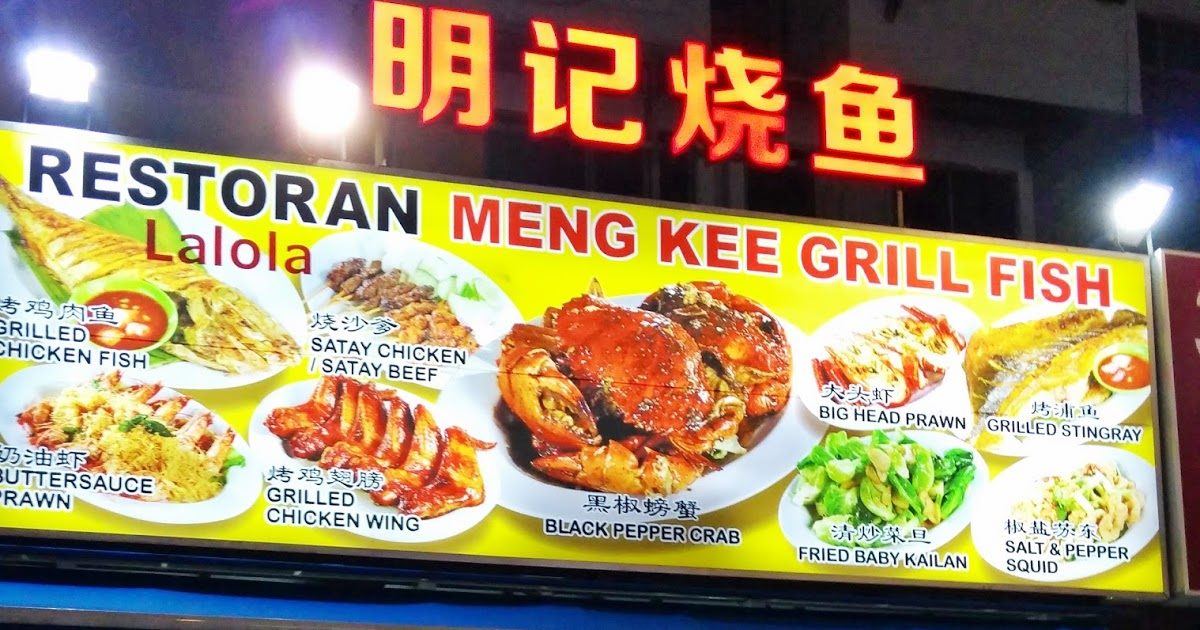 明记烧鱼
RESTORAN MENG KEE GRILL FISH
Lalola
烤鸡肉鱼
GRILLED
CHICKEN FISH
烧沙爹
SATAY CHICKEN
/ SATAY BEEF
奶油虾
BUTTERSAUCE
PRAWN
烤鸡翅膀
GRILLED
CHICKEN WING
黑椒螃蟹
BLACK PEPPER CRAB
大头虾
BIG HEAD PRAWN
烤浦鱼
GRILLED STINGRAY
清炒菜旦
FRIED BABY KAILAN
椒盐苏东
SALT & PEPPER
SQUID